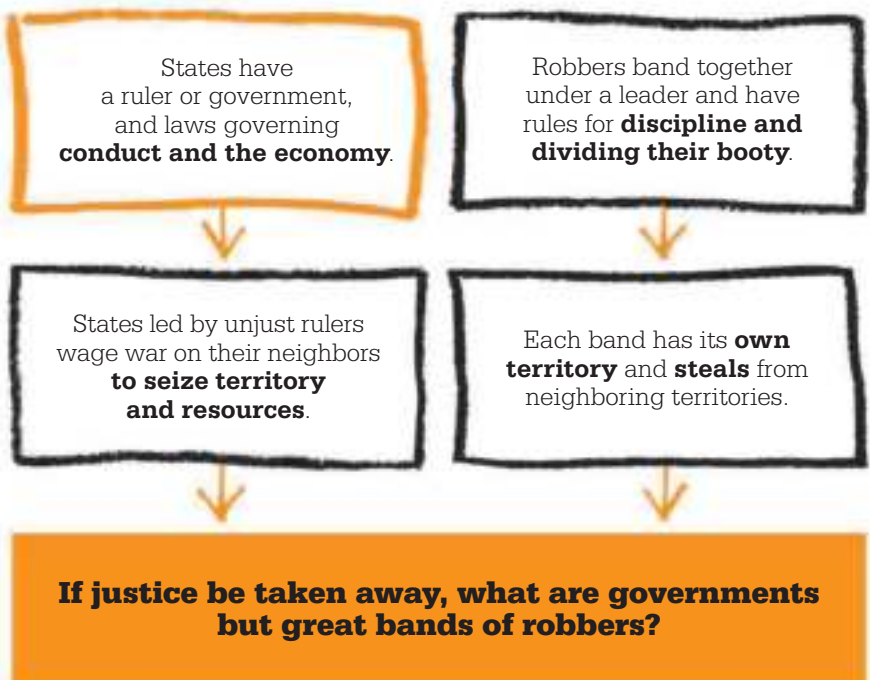 States have
a ruler or government,
and laws governing
conduct and the economy.
Robbers band together
under a leader and have
rules for discipline and
dividing their booty.
States led by unjust rulers
wage war on their neighbors
to seize territory
and resources.
Each band has its own
territory and steals from
neighboring territories.
If justice be taken away, what are governments
but great bands of robbers?